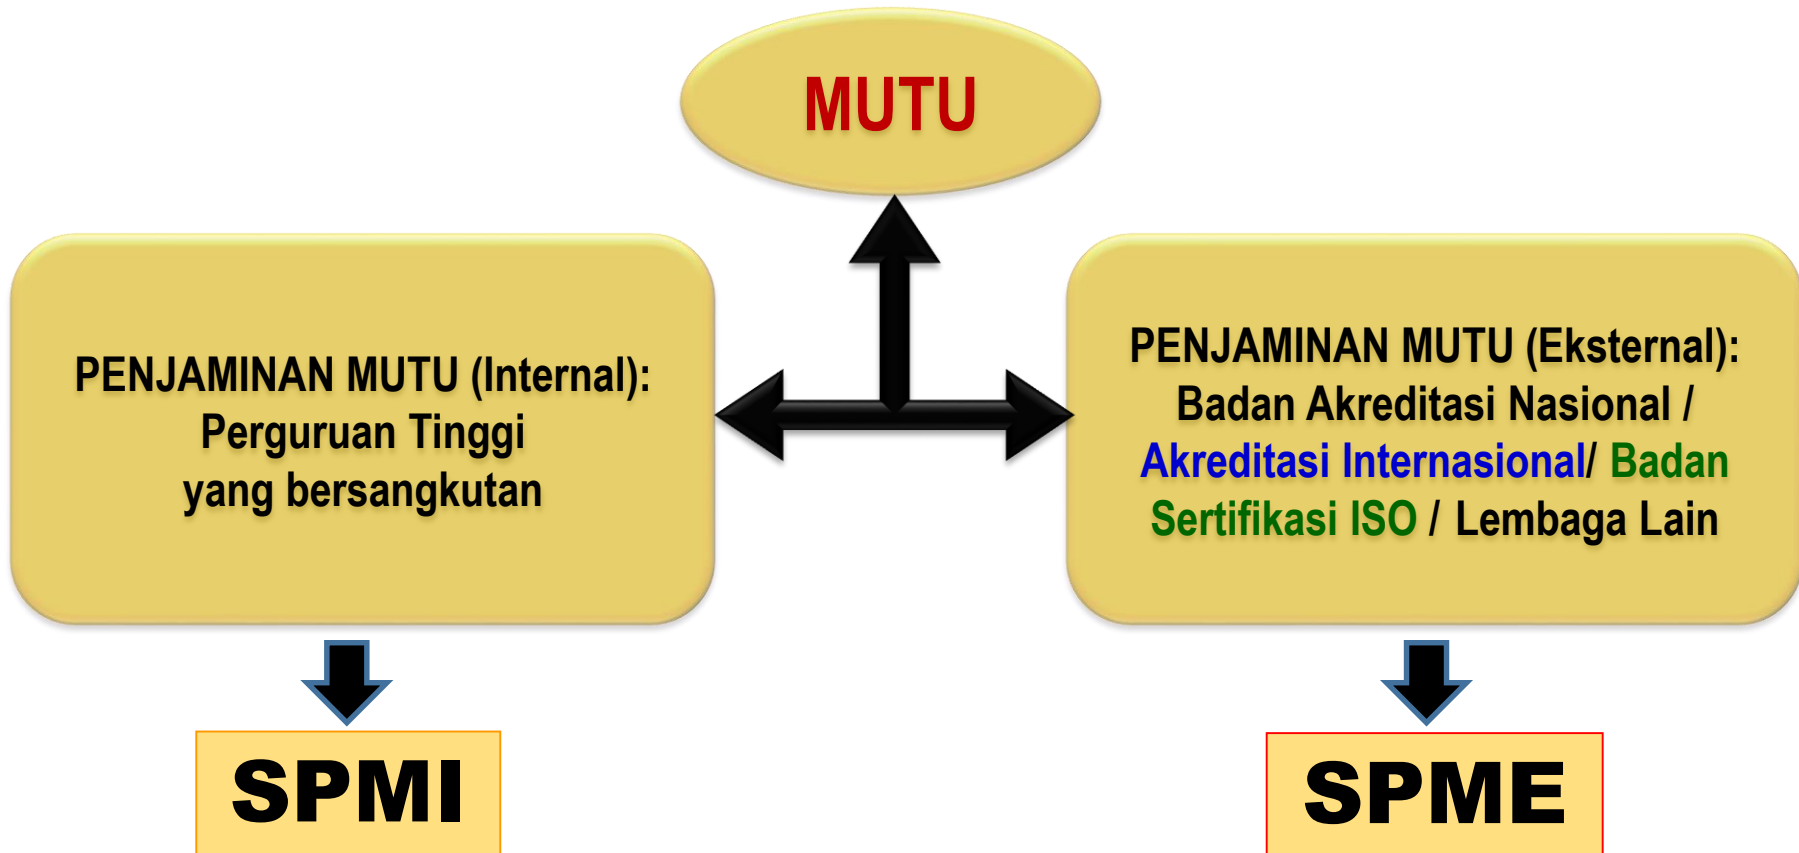 MUTU
PENJAMINAN MUTU (Internal):
Perguruan Tinggi
yang bersangkutan
PENJAMINAN MUTU (Eksternal):
Badan Akreditasi Nasional /
Akreditasi Internasional/ Badan
Sertifikasi ISO / Lembaga Lain
SPMI
SPME